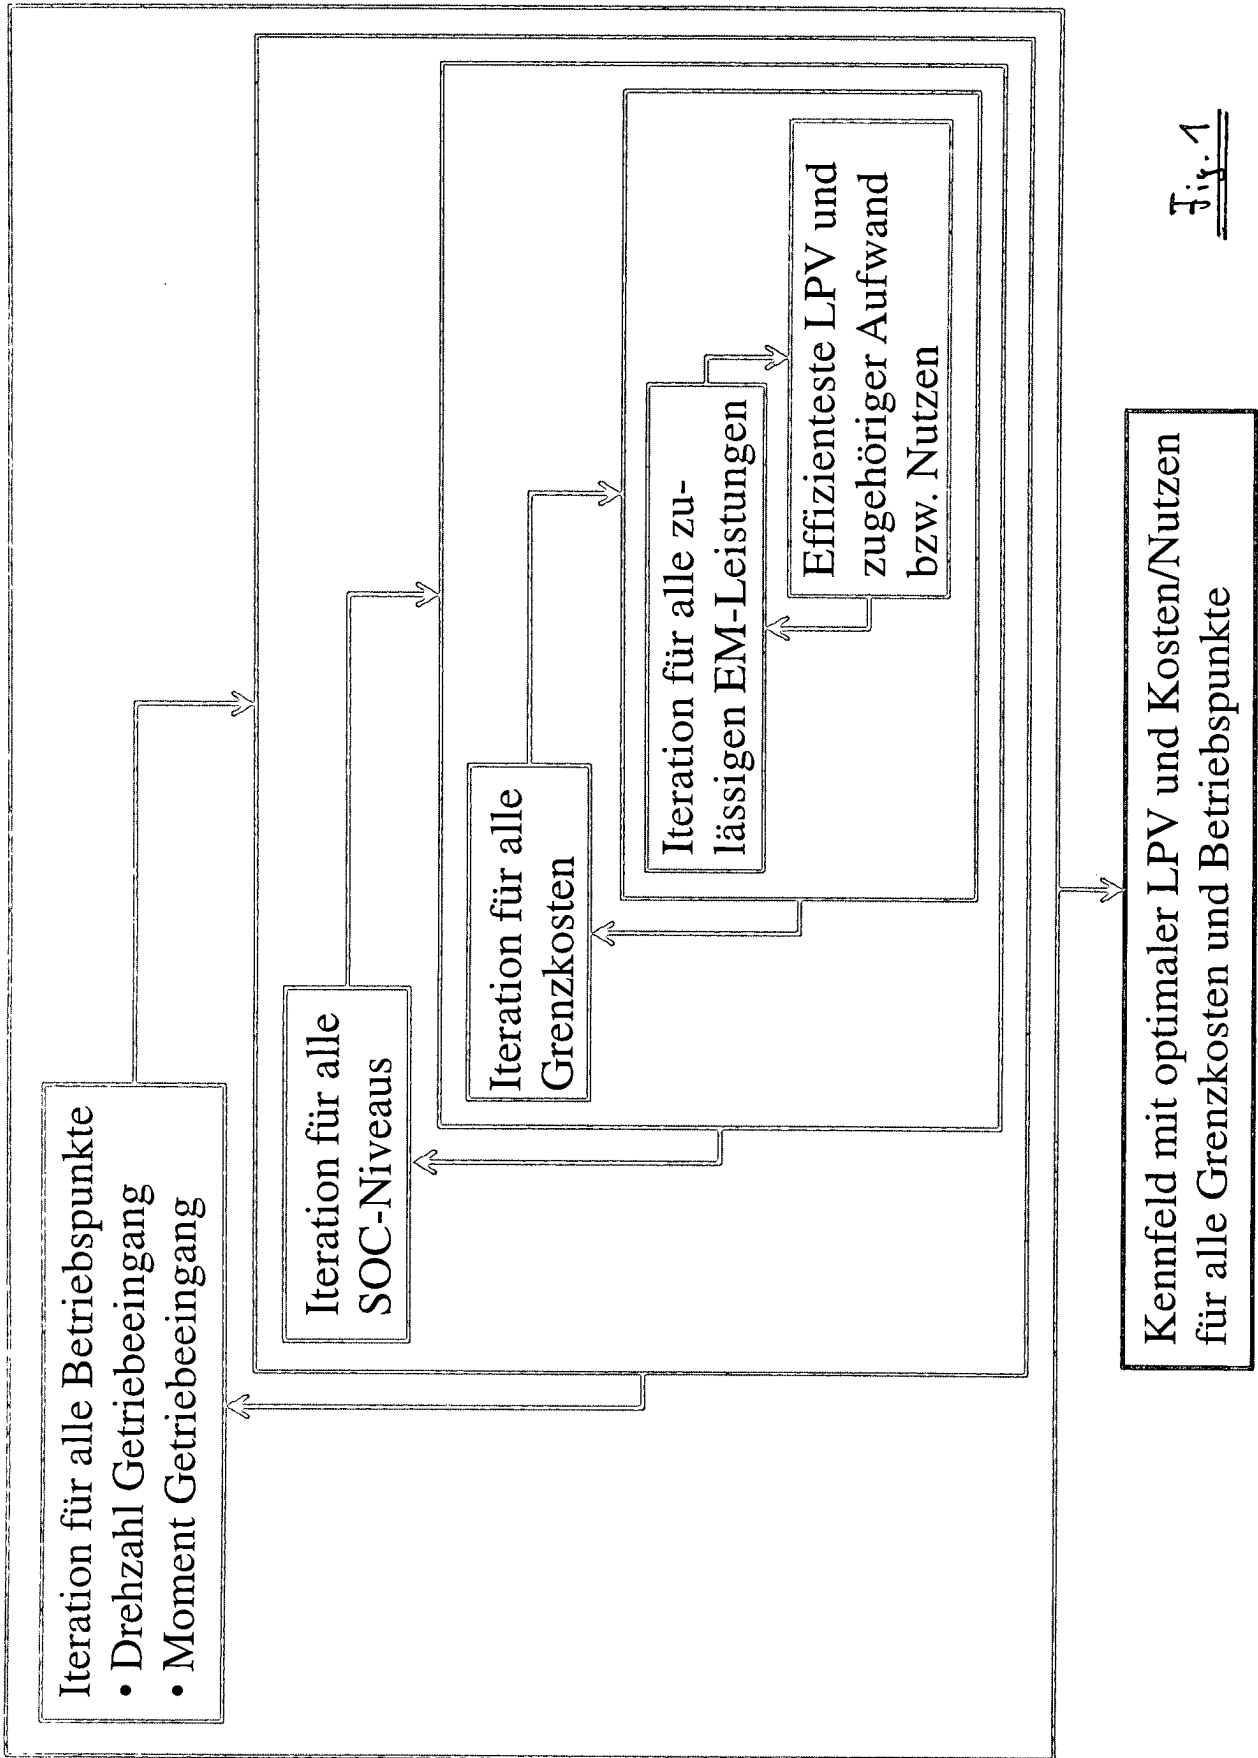 Iteration für alle Betriebspunkte
• Drehzahl Getriebeeingang
• Moment Getriebeeingang
Iteration für alle
SOC-Niveaus
Iteration für alle
Grenzkosten
Iteration für alle zu-
lässigen EM-Leistungen
Effizienteste LPV und
zugehöriger Aufwand
bzw. Nutzen
Kennfeld mit optimaler LPV und Kosten/Nutzen
für alle Grenzkosten und Betriebspunkte
Fig. 1